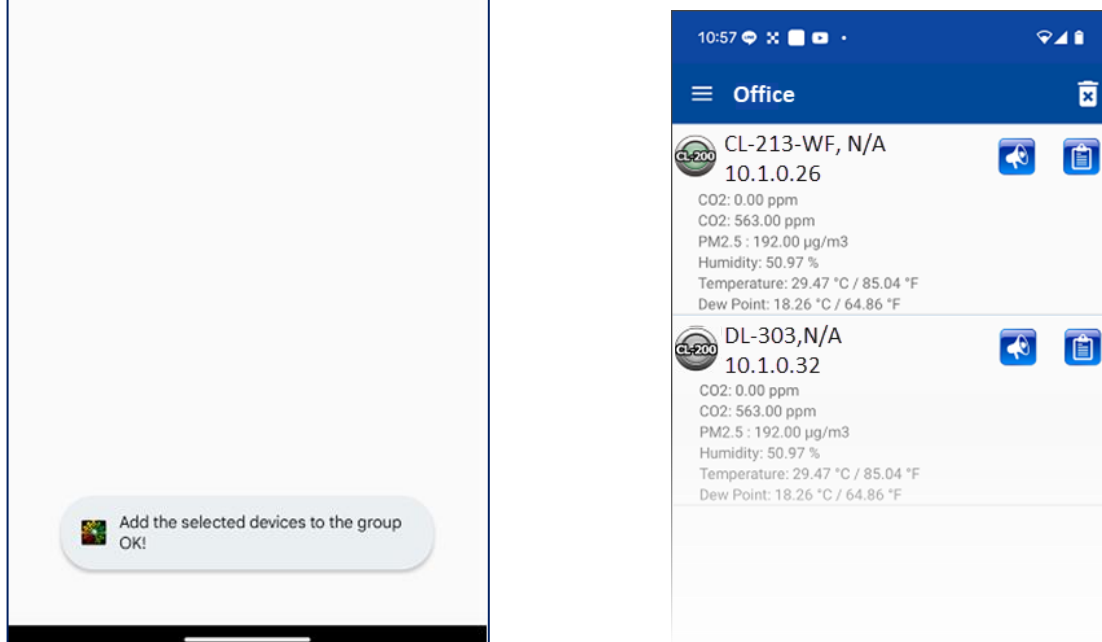 Add the selected devices to the group
OK!
10:57
Office
CL-200
CL-213-WF, N/A
10.1.0.26
CO2: 0.00 ppm
CO2: 563.00 ppm
PM2.5 : 192.00 µg/m3
Humidity: 50.97 %
Temperature: 29.47 °C / 85.04 °F
Dew Point: 18.26 °C / 64.86 °F
CL-200
DL-303,N/A
10.1.0.32
CO2: 0.00 ppm
CO2: 563.00 ppm
PM2.5 : 192.00 µg/m3
Humidity: 50.97 %
Temperature: 29.47 °C / 85.04 °F
Dew Point: 18.26 °C / 64.86 °F